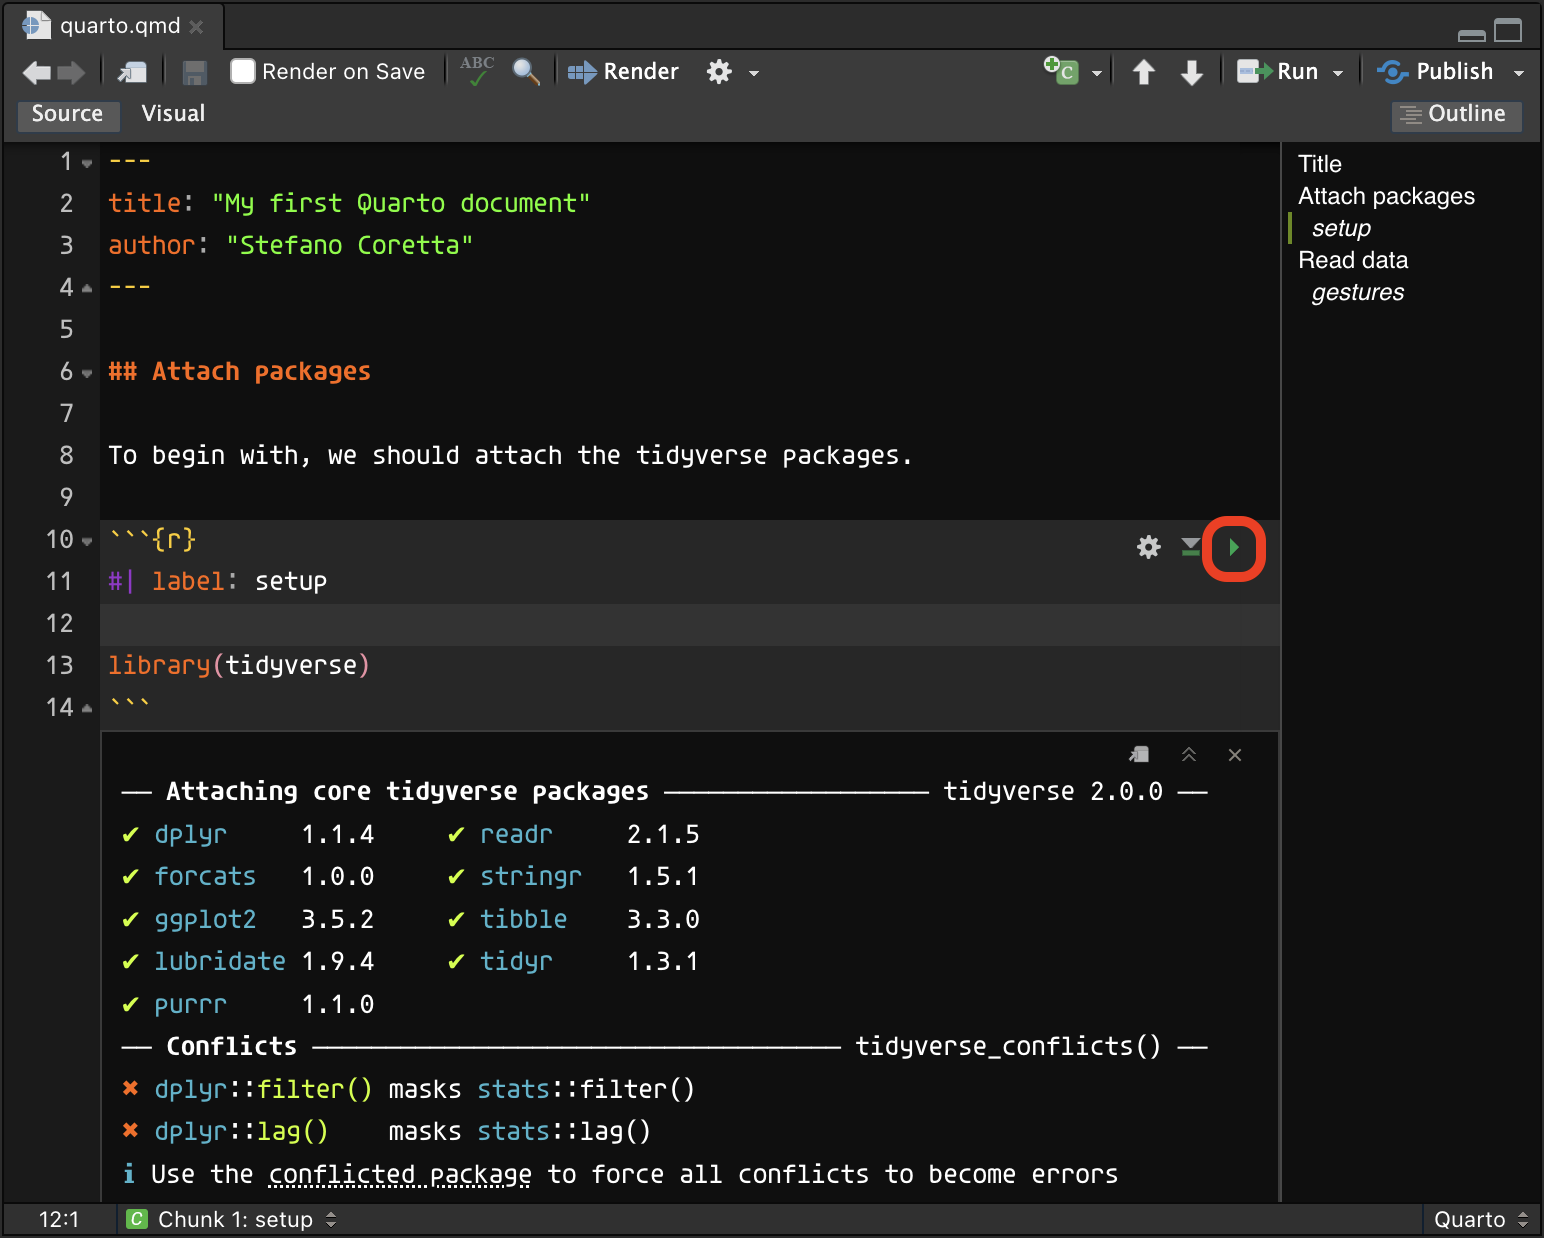 quarto.qmd
Render on Save
ABC
Render
C
Run
Publish
Source
Visual
Outline
1 ---
2 title: "My first Quarto document"
3 author: "Stefano Coretta"
4 ---
5
6 ## Attach packages
7
8 To begin with, we should attach the tidyverse packages.
9
10 ```{r}
11 #| label: setup
12
13 library(tidyverse)
14 ```
── Attaching core tidyverse packages ────────────────── tidyverse 2.0.0 ──
✔ dplyr     1.1.4     ✔ readr     2.1.5
✔ forcats   1.0.0     ✔ stringr   1.5.1
✔ ggplot2   3.5.2     ✔ tibble    3.3.0
✔ lubridate 1.9.4     ✔ tidyr     1.3.1
✔ purrr     1.1.0
── Conflicts ──────────────────────────────────── tidyverse_conflicts() ──
✖ dplyr::filter() masks stats::filter()
✖ dplyr::lag()    masks stats::lag()
ℹ Use the conflicted package to force all conflicts to become errors
Title
Attach packages
setup
Read data
gestures
12:1
C Chunk 1: setup
Quarto